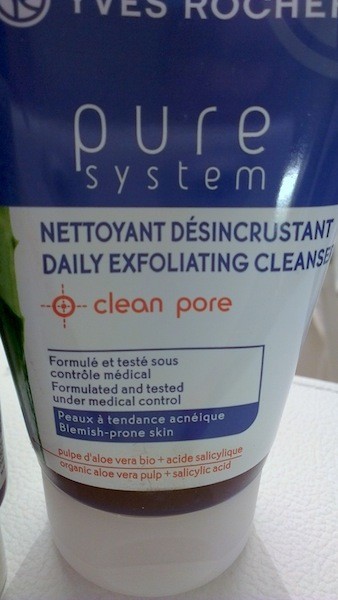 YVES ROCHER
pure
system
NETTOYANT DÉSINCRUSTANT
DAILY EXFOLIATING CLEANSER
clean pore
Formulé et testé sous
contrôle médical
Formulated and tested
under medical control
Peaux à tendance acnéique
Blemish-prone skin
pulpe d'aloe vera bio + acide salicylique
organic aloe vera pulp + salicylic acid